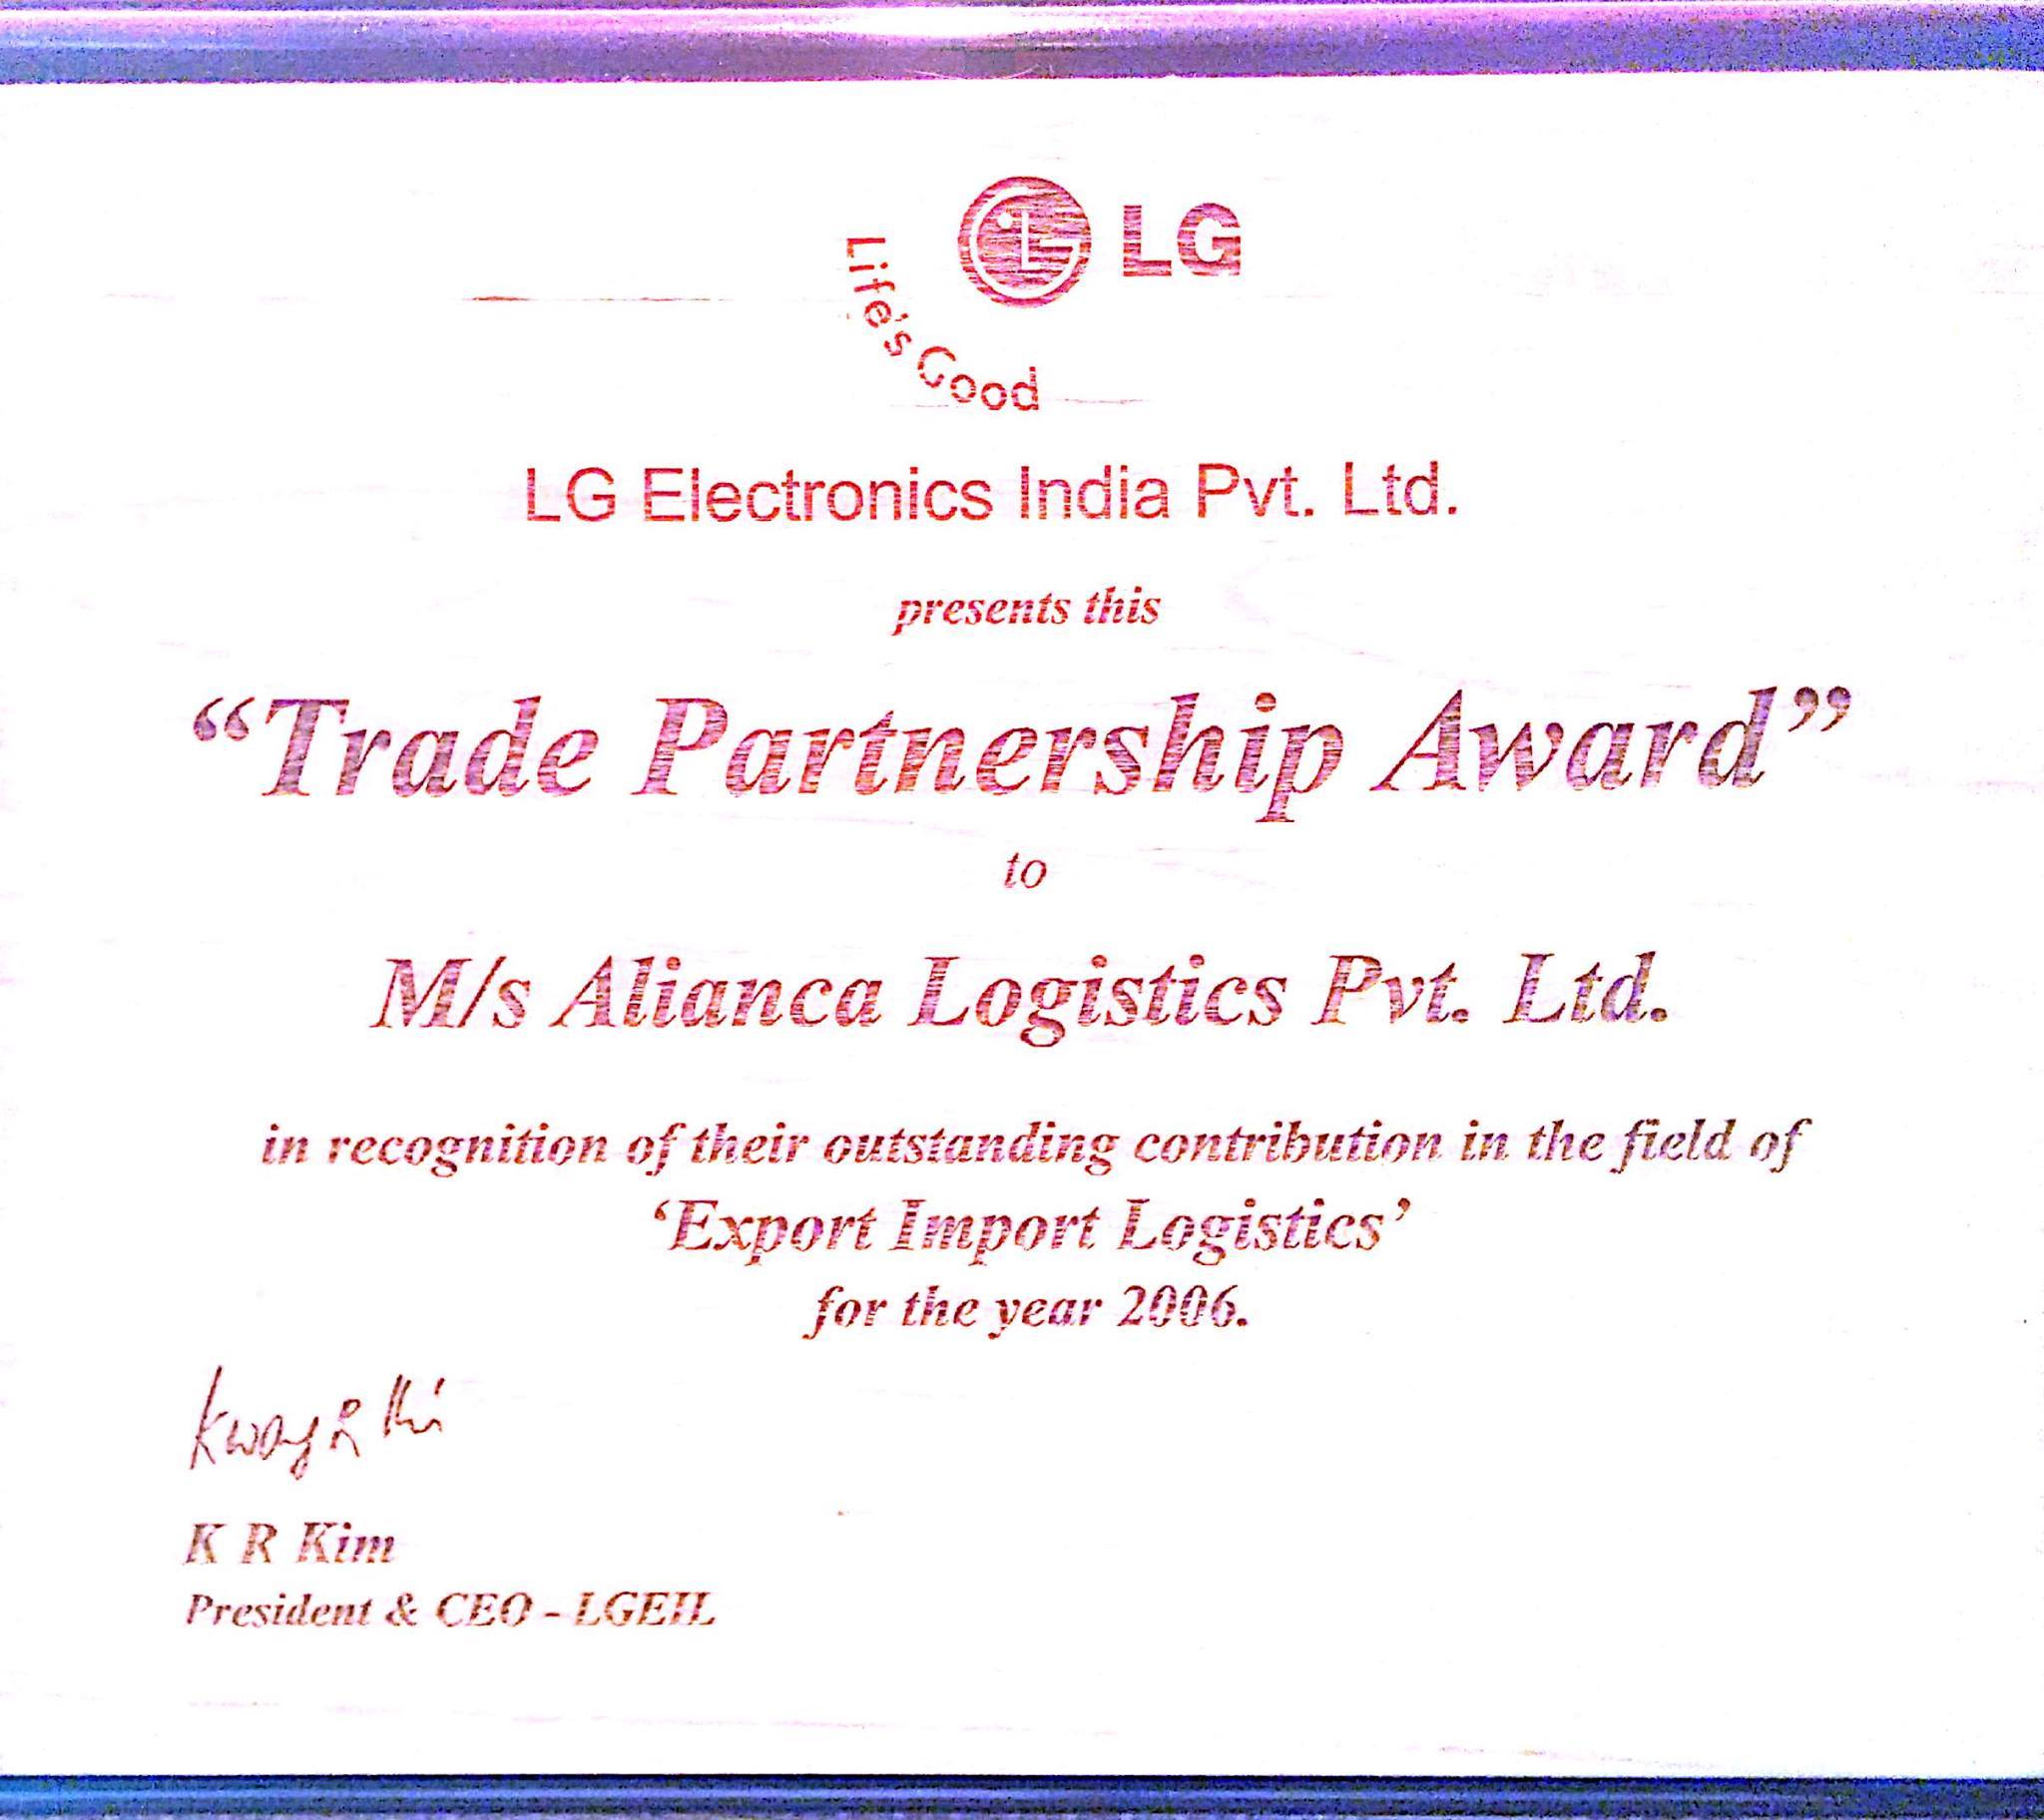 LG
Life's Good
LG Electronics India Pvt. Ltd.
presents this
“Trade Partnership Award”
to
M/s Alianca Logistics Pvt. Ltd.
in recognition of their outstanding contribution in the field of
‘Export Import Logistics’
for the year 2006.
K R Kim
President & CEO - LGEIL